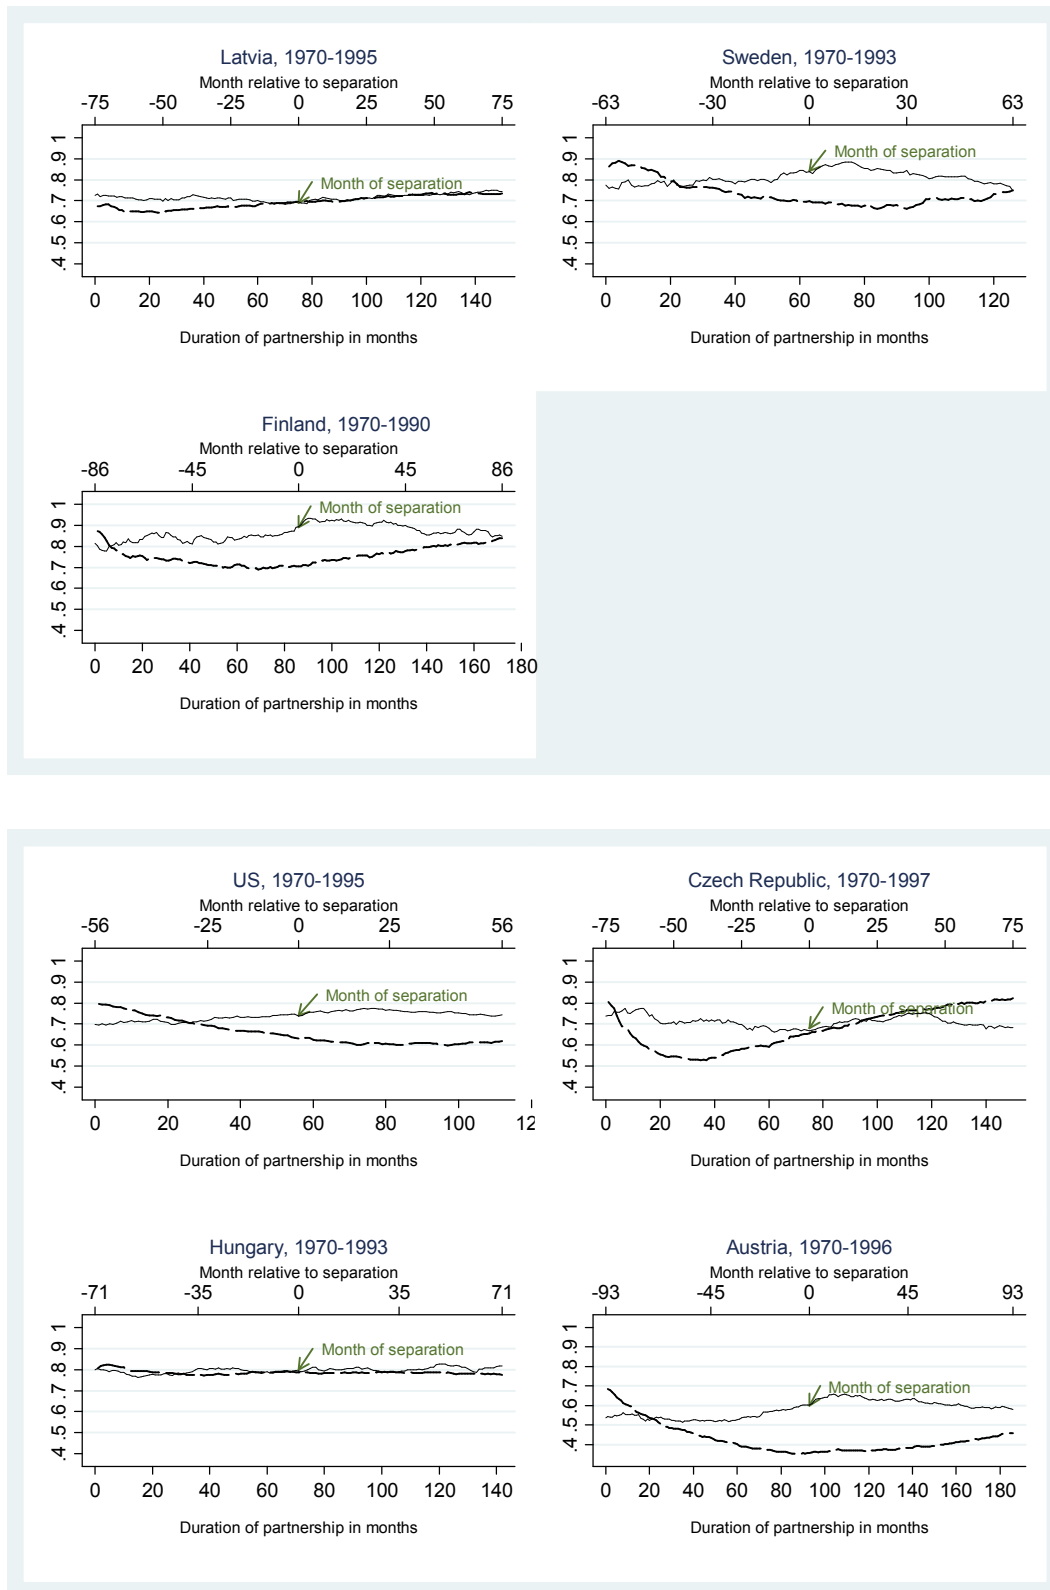 Latvia, 1970-1995
Month relative to separation
-75 -50 -25 0 25 50 75
.4 .5 .6 .7 .8 .9 1
Month of separation
0 20 40 60 80 100 120 140
Duration of partnership in months
Sweden, 1970-1993
Month relative to separation
-63 -30 0 30 63
.4 .5 .6 .7 .8 .9 1
Month of separation
0 20 40 60 80 100 120
Duration of partnership in months
Finland, 1970-1990
Month relative to separation
-86 -45 0 45 86
.4 .5 .6 .7 .8 .9 1
Month of separation
0 20 40 60 80 100 120 140 160 180
Duration of partnership in months
US, 1970-1995
Month relative to separation
-56 -25 0 25 56
.4 .5 .6 .7 .8 .9 1
Month of separation
0 20 40 60 80 100 12
Duration of partnership in months
Czech Republic, 1970-1997
Month relative to separation
-75 -50 -25 0 25 50 75
.4 .5 .6 .7 .8 .9 1
Month of separation
0 20 40 60 80 100 120 140
Duration of partnership in months
Hungary, 1970-1993
Month relative to separation
-71 -35 0 35 71
.4 .5 .6 .7 .8 .9 1
Month of separation
0 20 40 60 80 100 120 140
Duration of partnership in months
Austria, 1970-1996
Month relative to separation
-93 -45 0 45 93
.4 .5 .6 .7 .8 .9 1
Month of separation
0 20 40 60 80 100 120 140 160 180
Duration of partnership in months